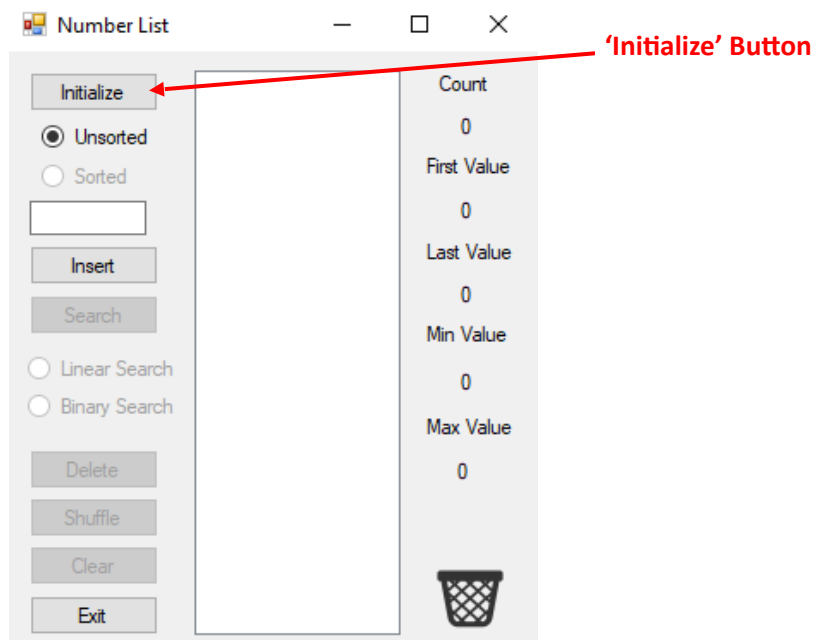 Number List
'Initialize' Button
Initialize
Unsorted
Sorted
Insert
Search
Linear Search
Binary Search
Delete
Shuffle
Clear
Exit
Count
0
First Value
0
Last Value
0
Min Value
0
Max Value
0